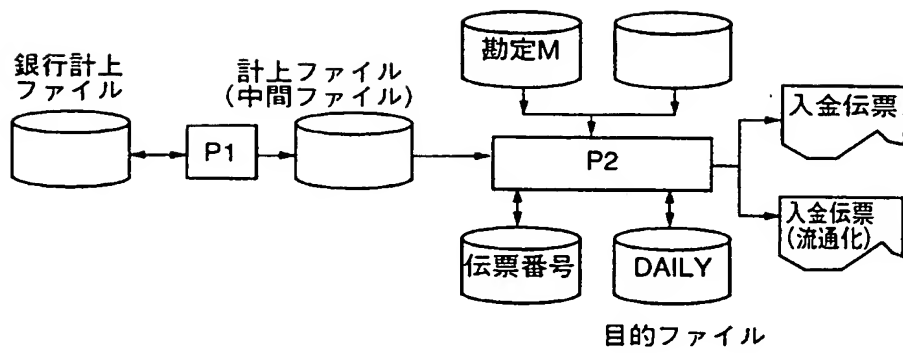 銀行計上
ファイル
P1
計上ファイル
(中間ファイル)
勘定M
P2
伝票番号
DAILY
目的ファイル
入金伝票
入金伝票
(流通化)